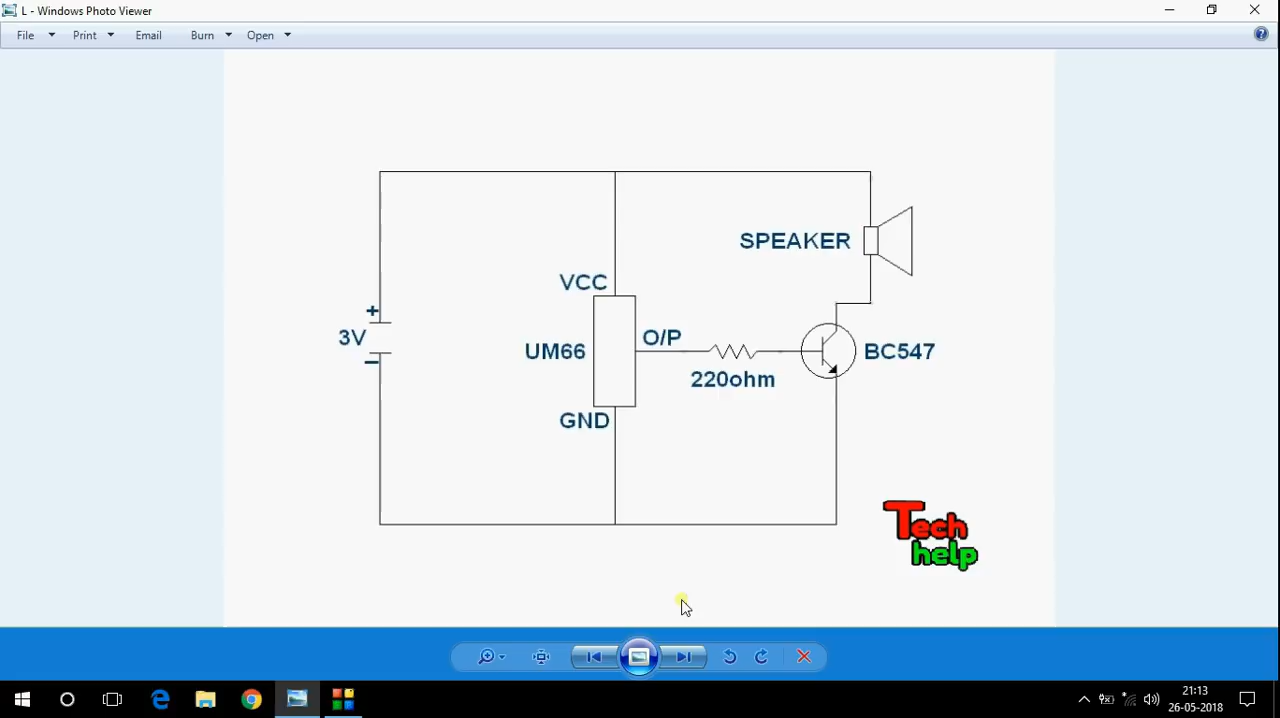 L - Windows Photo Viewer
File Print Email Burn Open
SPEAKER
VCC
+
3V
–
UM66
O/P
220ohm
BC547
GND
Tech
help
21:13
26-05-2018